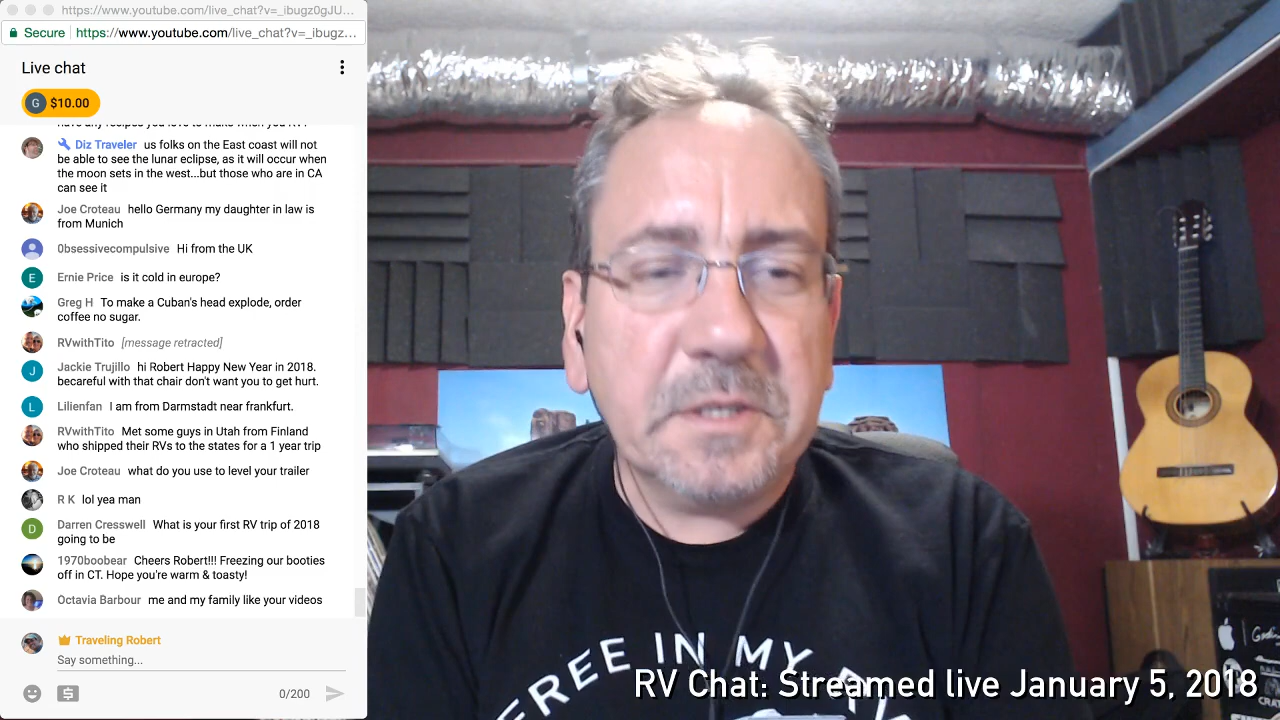 https://www.youtube.com/live_chat?v=_ibugz0gJU...
Secure https://www.youtube.com/live_chat?v=_ibugz...
Live chat
G $10.00
Diz Traveler us folks on the East coast will not
be able to see the lunar eclipse, as it will occur when
the moon sets in the west...but those who are in CA
can see it
Joe Croteau hello Germany my daughter in law is
from Munich
0bsessivecompulsive Hi from the UK
E Ernie Price is it cold in europe?
Greg H To make a Cuban's head explode, order
coffee no sugar.
RVwithTito [message retracted]
J Jackie Trujillo hi Robert Happy New Year in 2018.
becareful with that chair don't want you to get hurt.
L Lilienfan I am from Darmstadt near frankfurt.
RVwithTito Met some guys in Utah from Finland
who shipped their RVs to the states for a 1 year trip
Joe Croteau what do you use to level your trailer
R K lol yea man
D Darren Cresswell What is your first RV trip of 2018
going to be
1970boobear Cheers Robert!!! Freezing our booties
off in CT. Hope you're warm & toasty!
Octavia Barbour me and my family like your videos
Traveling Robert
Say something...
0/200
FREE IN MY
RV Chat: Streamed live January 5, 2018